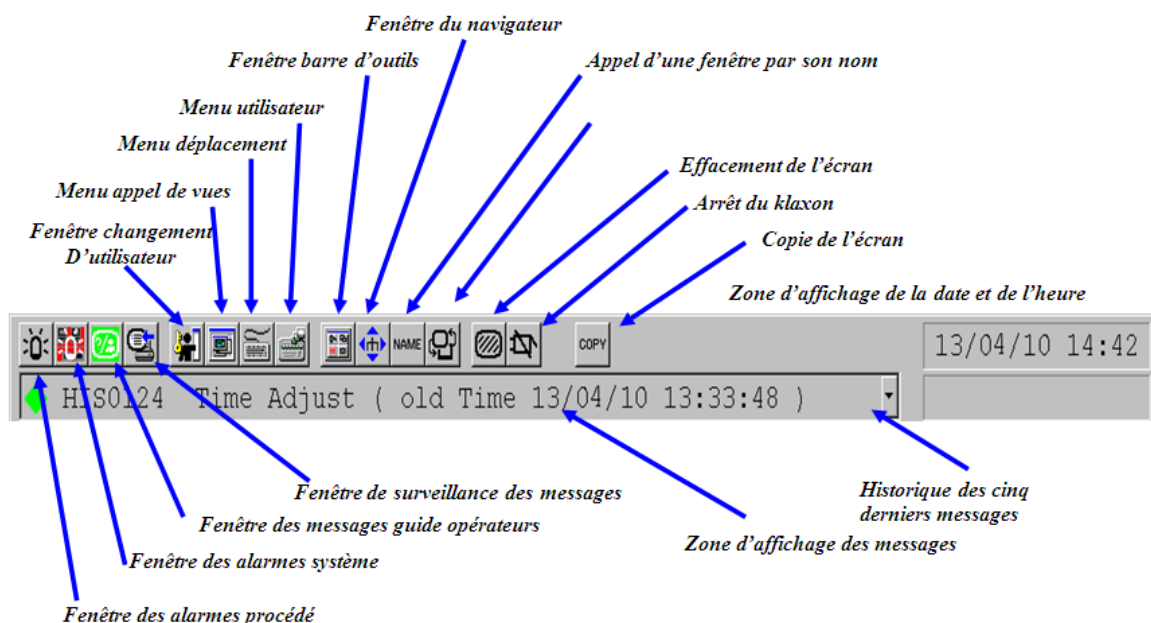 Fenêtre du navigateur
Fenêtre barre d'outils
Appel d'une fenêtre par son nom
Menu utilisateur
Menu déplacement
Effacement de l'écran
Menu appel de vues
Arrêt du klaxon
Fenêtre changement
D'utilisateur
Copie de l'écran
Zone d'affichage de la date et de l'heure
NAME
COPY
13/04/10 14:42
HIS0124 Time Adjust ( old Time 13/04/10 13:33:48 )
Fenêtre de surveillance des messages
Historique des cinq
derniers messages
Fenêtre des messages guide opérateurs
Zone d'affichage des messages
Fenêtre des alarmes système
Fenêtre des alarmes procédé